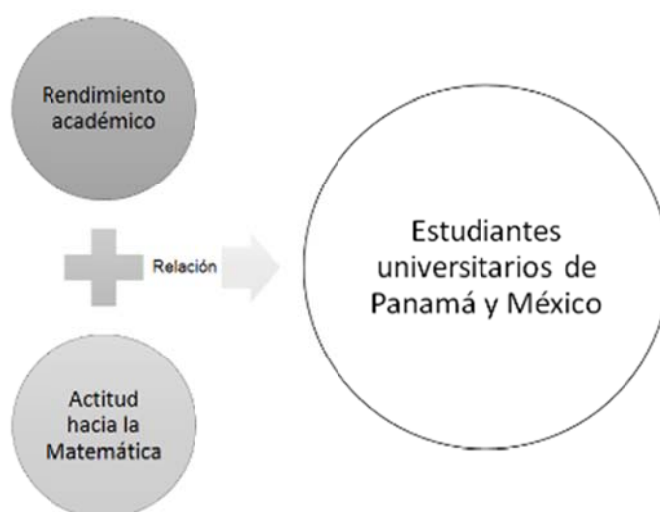 Rendimiento
académico
Relación
Actitud
hacia la
Matemática
Estudiantes
universitarios de
Panamá y México